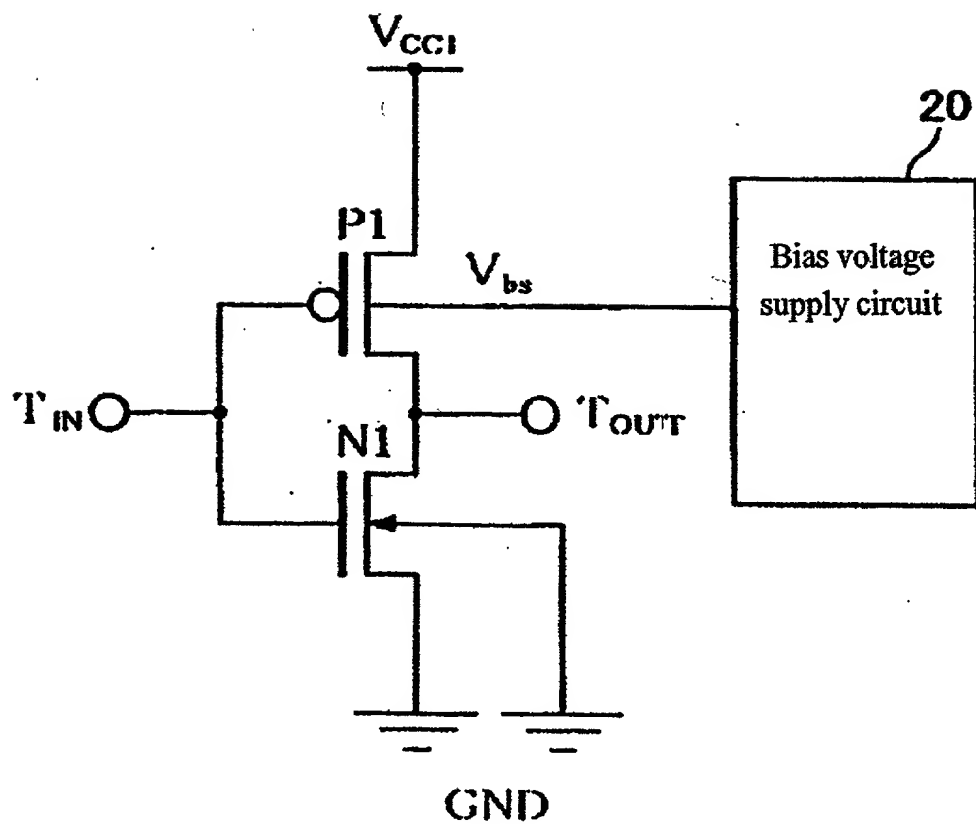 VCC1
20
P1
Vbs
Bias voltage
supply circuit
TIN
TOUT
N1
GND